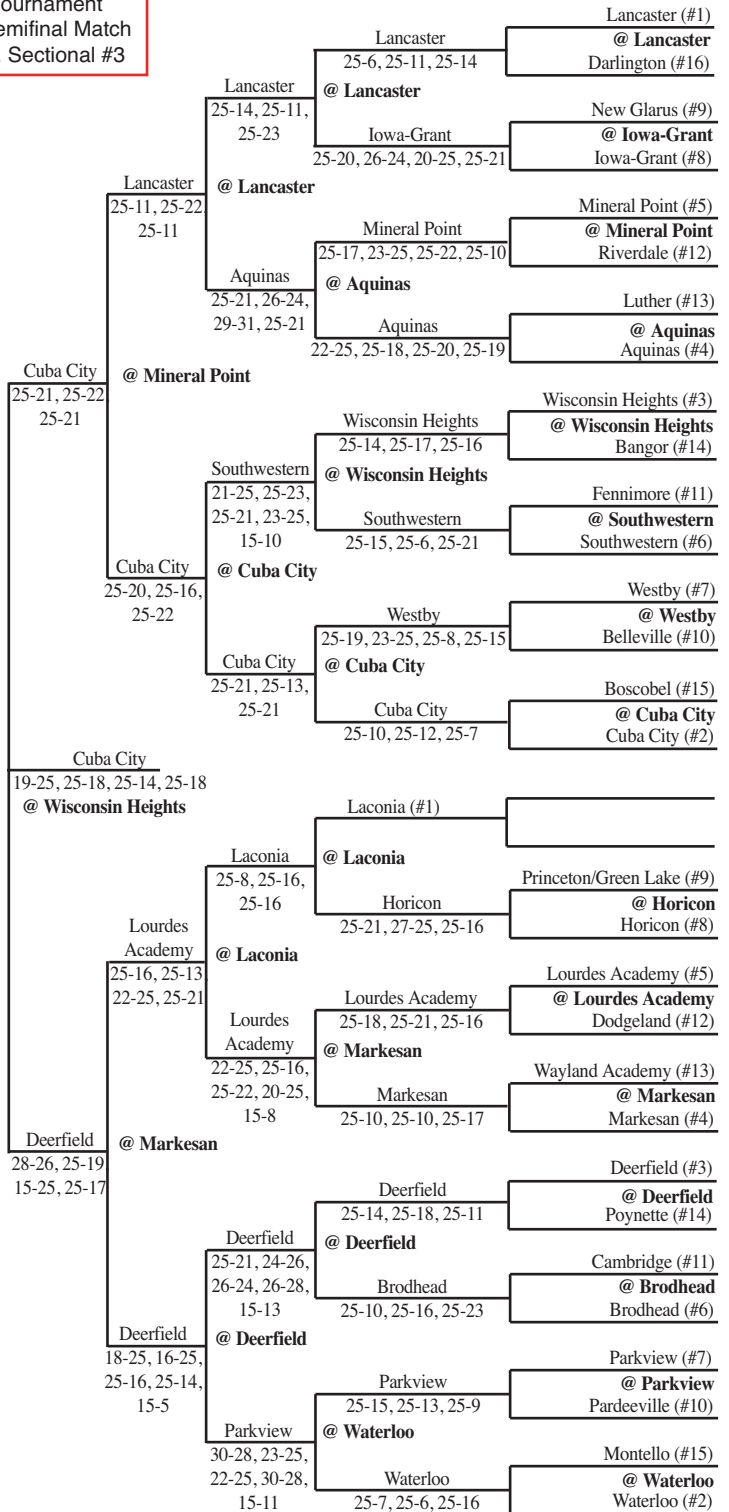 ournament
emifinal Match
Sectional #3
Lancaster (#1)
@ Lancaster
Darlington (#16)
New Glarus (#9)
@ Iowa-Grant
Iowa-Grant (#8)
Mineral Point (#5)
@ Mineral Point
Riverdale (#12)
Luther (#13)
@ Aquinas
Aquinas (#4)
Wisconsin Heights (#3)
@ Wisconsin Heights
Bangor (#14)
Fennimore (#11)
@ Southwestern
Southwestern (#6)
Westby (#7)
@ Westby
Belleville (#10)
Boscobel (#15)
@ Cuba City
Cuba City (#2)
Princeton/Green Lake (#9)
@ Horicon
Horicon (#8)
Lourdes Academy (#5)
@ Lourdes Academy
Dodgeland (#12)
Wayland Academy (#13)
@ Markesan
Markesan (#4)
Deerfield (#3)
@ Deerfield
Poynette (#14)
Cambridge (#11)
@ Brodhead
Brodhead (#6)
Parkview (#7)
@ Parkview
Pardeeville (#10)
Montello (#15)
@ Waterloo
Waterloo (#2)
Lancaster
25-6, 25-11, 25-14
@ Lancaster
Iowa-Grant
25-20, 26-24, 20-25, 25-21
Mineral Point
25-17, 23-25, 25-22, 25-10
@ Aquinas
Aquinas
22-25, 25-18, 25-20, 25-19
Wisconsin Heights
25-14, 25-17, 25-16
@ Wisconsin Heights
Southwestern
25-15, 25-6, 25-21
Westby
25-19, 23-25, 25-8, 25-15
@ Cuba City
Cuba City
25-10, 25-12, 25-7
Laconia (#1)
@ Laconia
Horicon
25-21, 27-25, 25-16
Lourdes Academy
25-18, 25-21, 25-16
@ Markesan
Markesan
25-10, 25-10, 25-17
Deerfield
25-14, 25-18, 25-11
@ Deerfield
Brodhead
25-10, 25-16, 25-23
Parkview
25-15, 25-13, 25-9
@ Waterloo
Waterloo
25-7, 25-6, 25-16
Lancaster
25-14, 25-11,
25-23
@ Lancaster
Aquinas
25-21, 26-24,
29-31, 25-21
Southwestern
21-25, 25-23,
25-21, 23-25,
15-10
@ Cuba City
Cuba City
25-21, 25-13,
25-21
Laconia
25-8, 25-16,
25-16
@ Laconia
Lourdes
Academy
22-25, 25-16,
25-22, 20-25,
15-8
Deerfield
25-21, 24-26,
26-24, 26-28,
15-13
@ Deerfield
Parkview
30-28, 23-25,
22-25, 30-28,
15-11
Lancaster
25-11, 25-22
25-11
@ Mineral Point
Cuba City
25-20, 25-16,
25-22
Lourdes
Academy
25-16, 25-13
22-25, 25-21
@ Markesan
Deerfield
18-25, 16-25,
25-16, 25-14,
15-5
Cuba City
25-21, 25-22
25-21
Deerfield
28-26, 25-19
15-25, 25-17
Cuba City
19-25, 25-18, 25-14, 25-18
@ Wisconsin Heights